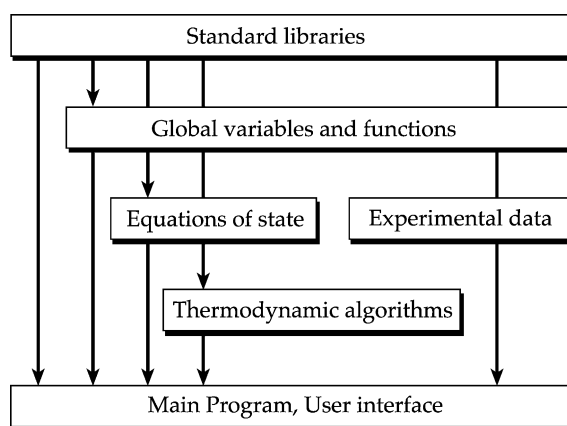 Standard libraries
Global variables and functions
Equations of state
Experimental data
Thermodynamic algorithms
Main Program, User interface